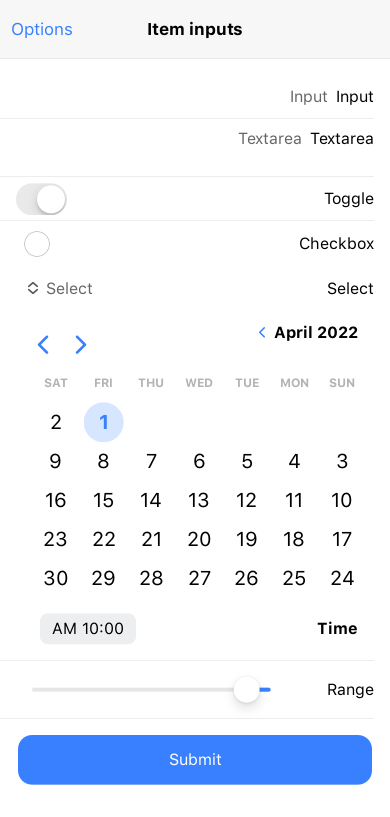 Options
Item inputs
Input Input
Textarea Textarea
Toggle
Checkbox
Select Select
April 2022
SAT FRI THU WED TUE MON SUN
2 1
9 8 7 6 5 4 3
16 15 14 13 12 11 10
23 22 21 20 19 18 17
30 29 28 27 26 25 24
AM 10:00 Time
Range
Submit